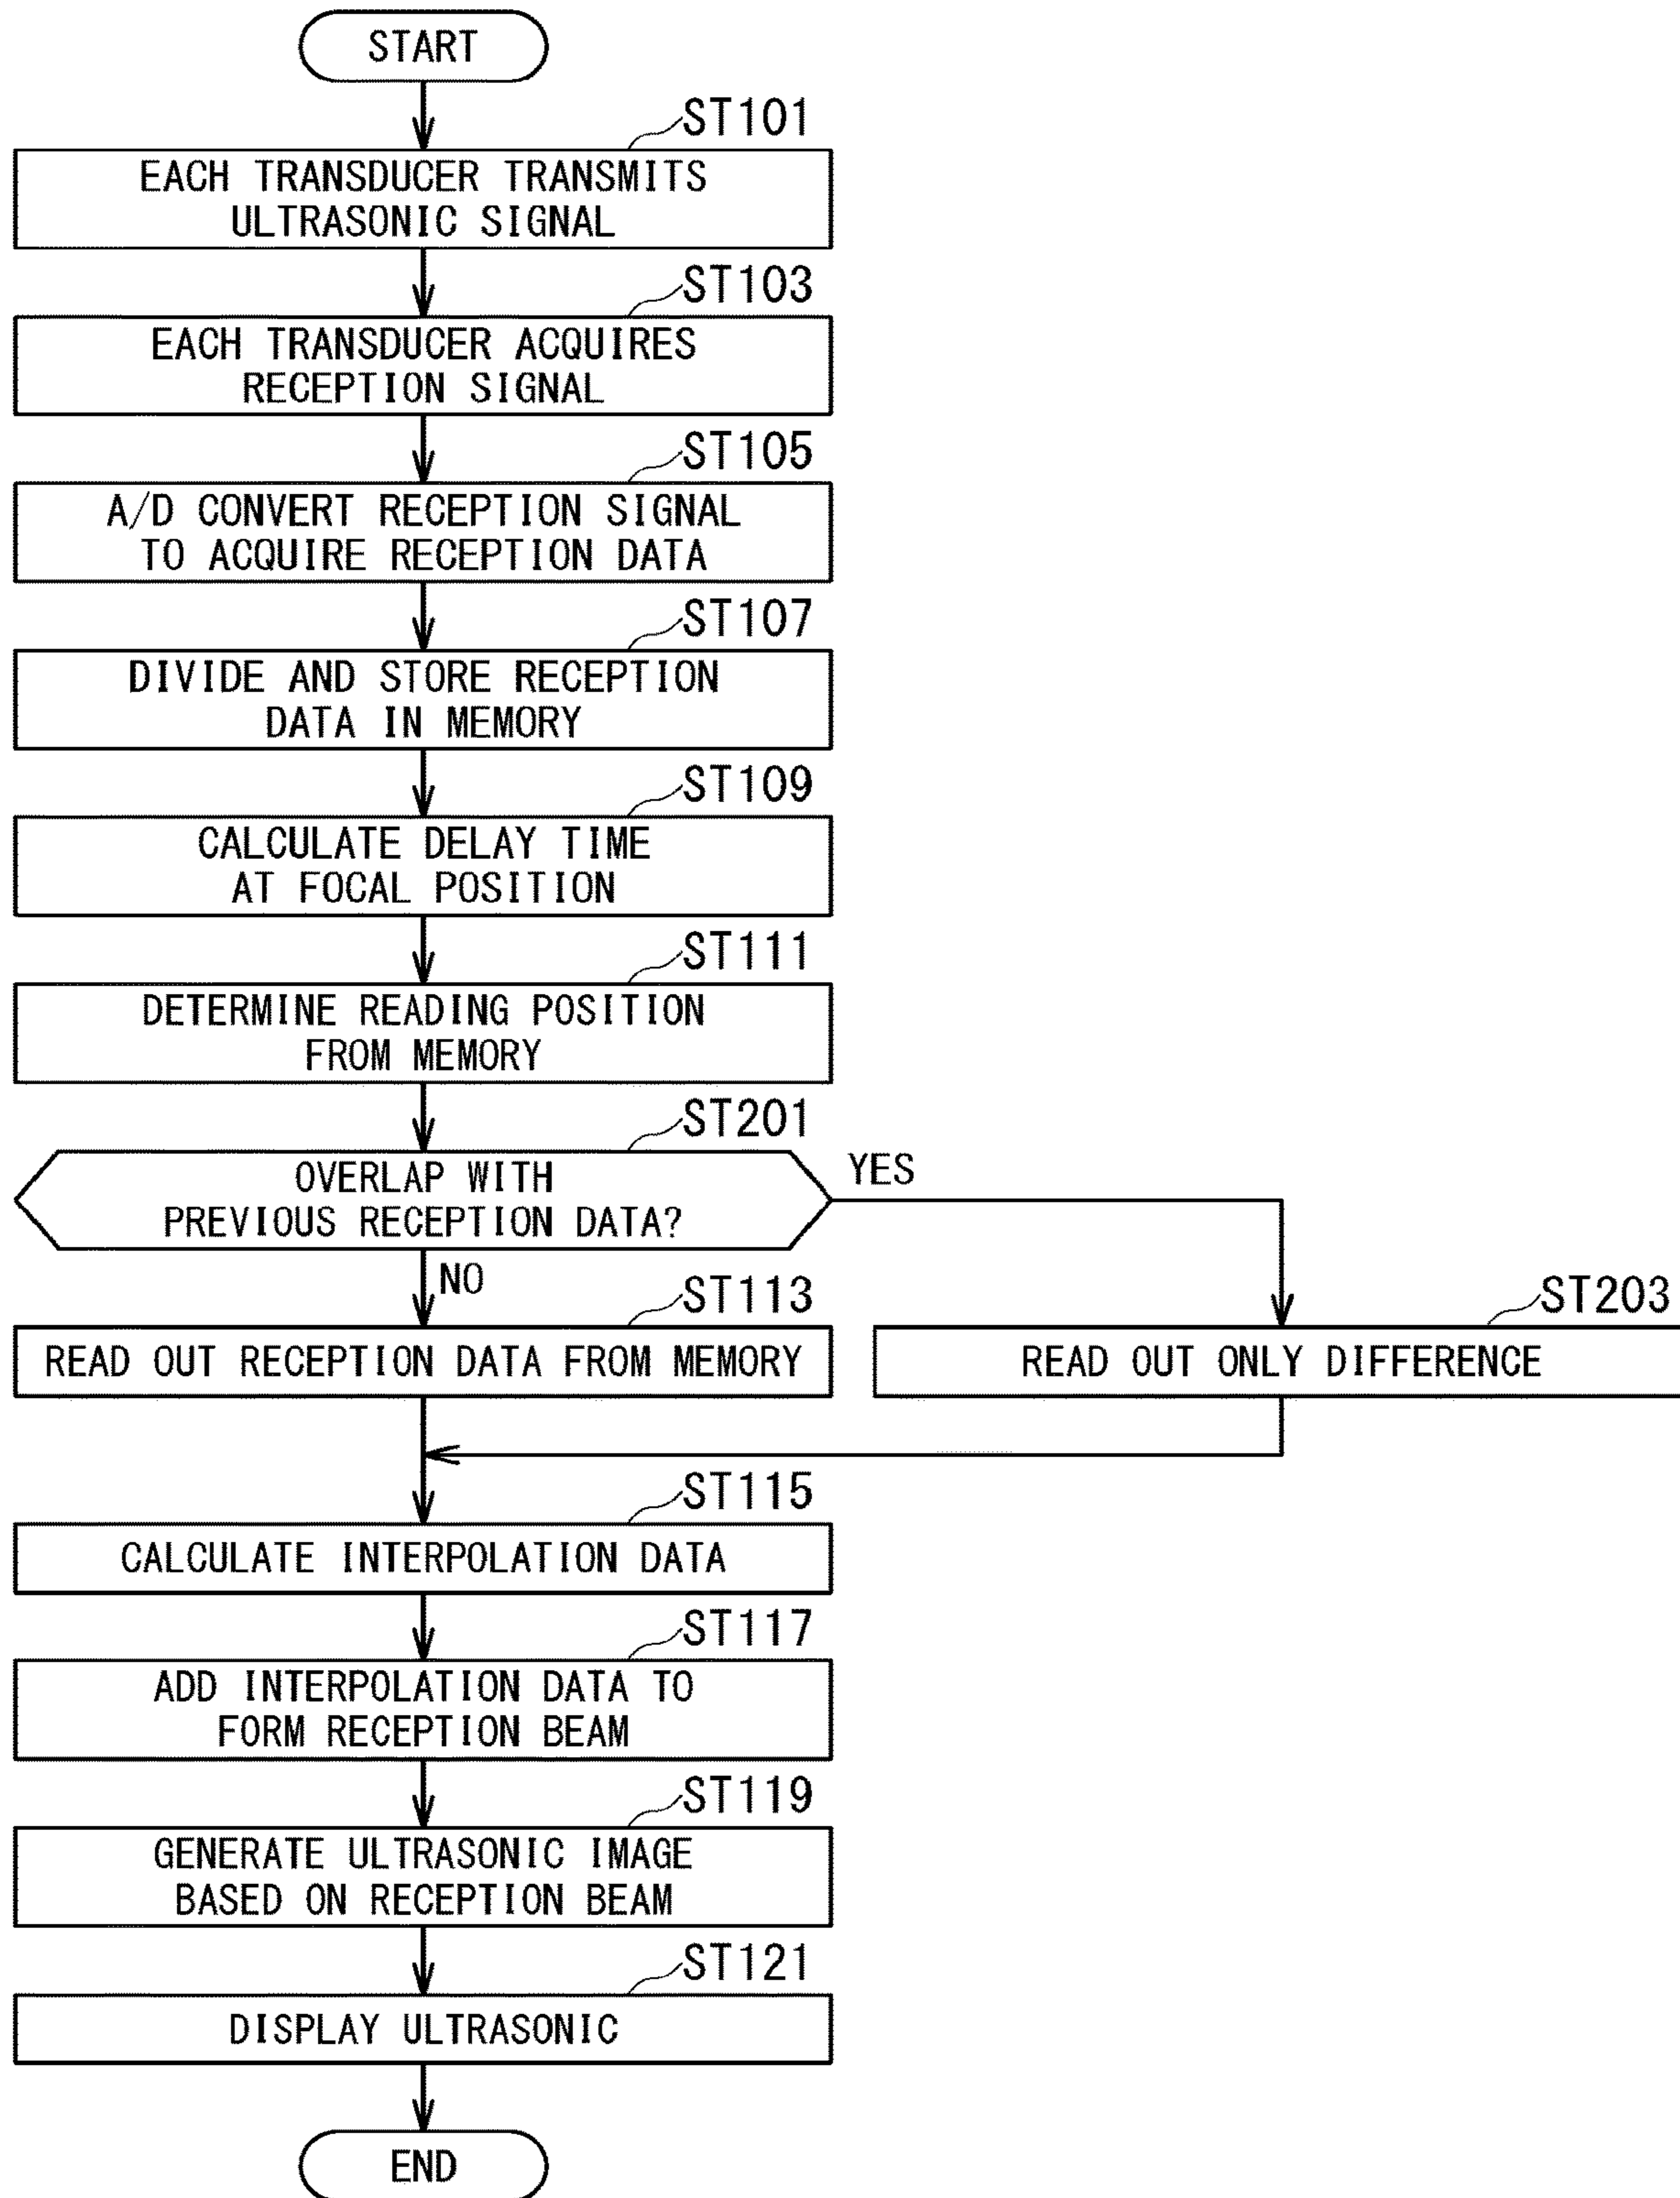 START
ST101
EACH TRANSDUCER TRANSMITS
ULTRASONIC SIGNAL
ST103
EACH TRANSDUCER ACQUIRES
RECEPTION SIGNAL
ST105
A/D CONVERT RECEPTION SIGNAL
TO ACQUIRE RECEPTION DATA
ST107
DIVIDE AND STORE RECEPTION
DATA IN MEMORY
ST109
CALCULATE DELAY TIME
AT FOCAL POSITION
ST111
DETERMINE READING POSITION
FROM MEMORY
ST201
OVERLAP WITH
PREVIOUS RECEPTION DATA?
YES
NO
ST113
READ OUT RECEPTION DATA FROM MEMORY
ST203
READ OUT ONLY DIFFERENCE
ST115
CALCULATE INTERPOLATION DATA
ST117
ADD INTERPOLATION DATA TO
FORM RECEPTION BEAM
ST119
GENERATE ULTRASONIC IMAGE
BASED ON RECEPTION BEAM
ST121
DISPLAY ULTRASONIC
END